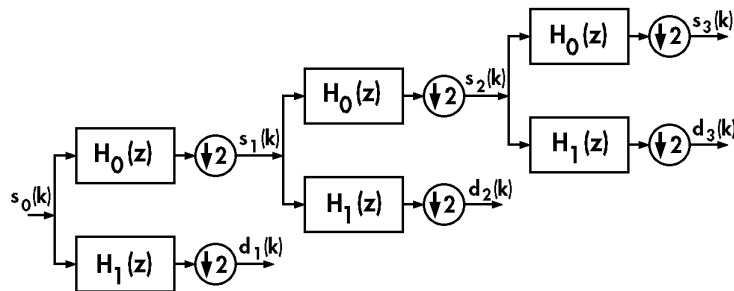 H₀(z) ↓2 s₃(k)
H₀(z) ↓2 s₂(k)
H₁(z) ↓2 d₃(k)
H₀(z) ↓2 s₁(k)
s₀(k)
H₁(z) ↓2 d₂(k)
H₁(z) ↓2 d₁(k)